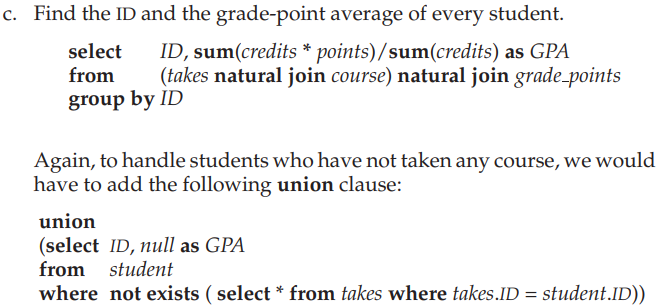 c. Find the ID and the grade-point average of every student.
select ID, sum(credits * points)/sum(credits) as GPA
from (takes natural join course) natural join grade_points
group by ID
Again, to handle students who have not taken any course, we would
have to add the following union clause:
union
(select ID, null as GPA
from student
where not exists ( select * from takes where takes.ID = student.ID))